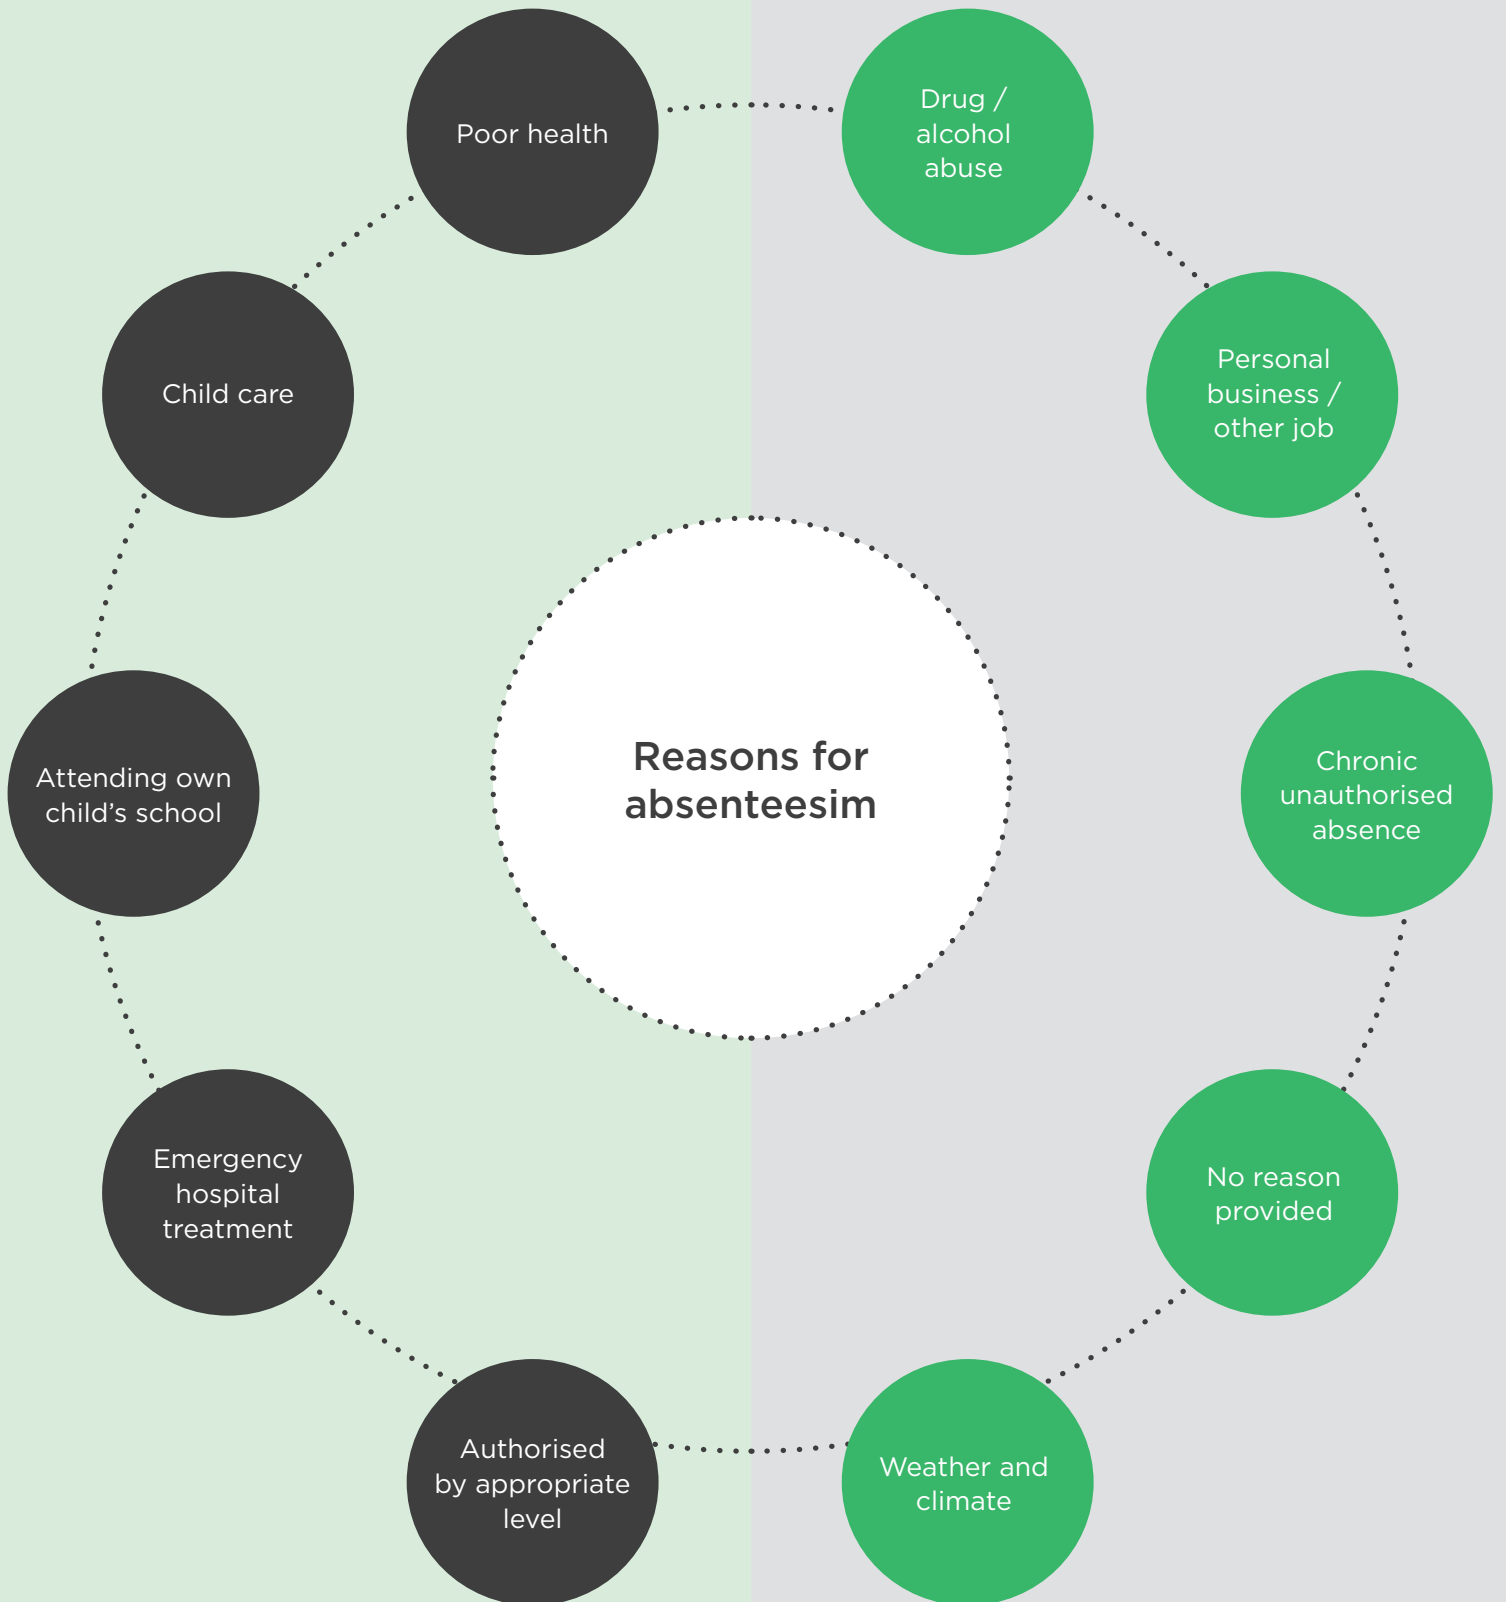 Poor health
Drug /
alcohol
abuse
Child care
Personal
business /
other job
Reasons for
absenteesim
Attending own
child’s school
Chronic
unauthorised
absence
Emergency
hospital
treatment
No reason
provided
Authorised
by appropriate
level
Weather and
climate